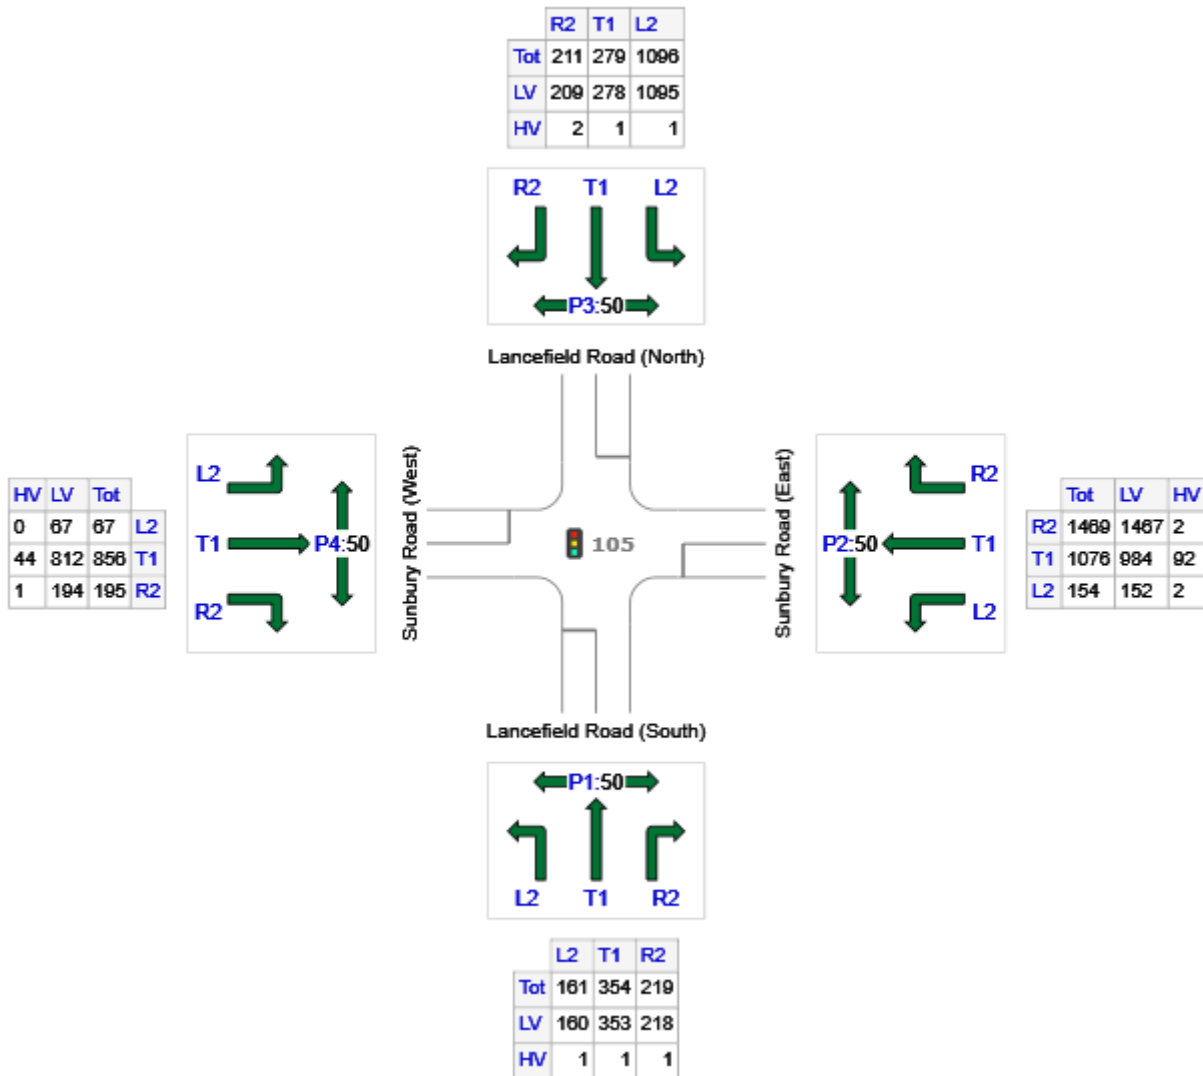 R2 T1 L2
Tot 211 279 1096
LV 209 278 1095
HV 2 1 1
R2 T1 L2
P3:50
Lancefield Road (North)
HV LV Tot
0 67 67 L2
44 812 856 T1
1 194 195 R2
L2
T1
P4:50
R2
Sunbury Road (West)
105
Sunbury Road (East)
R2
P2:50
T1
L2
Tot LV HV
R2 1469 1467 2
T1 1076 984 92
L2 154 152 2
Lancefield Road (South)
P1:50
L2 T1 R2
L2 T1 R2
Tot 161 354 219
LV 160 353 218
HV 1 1 1